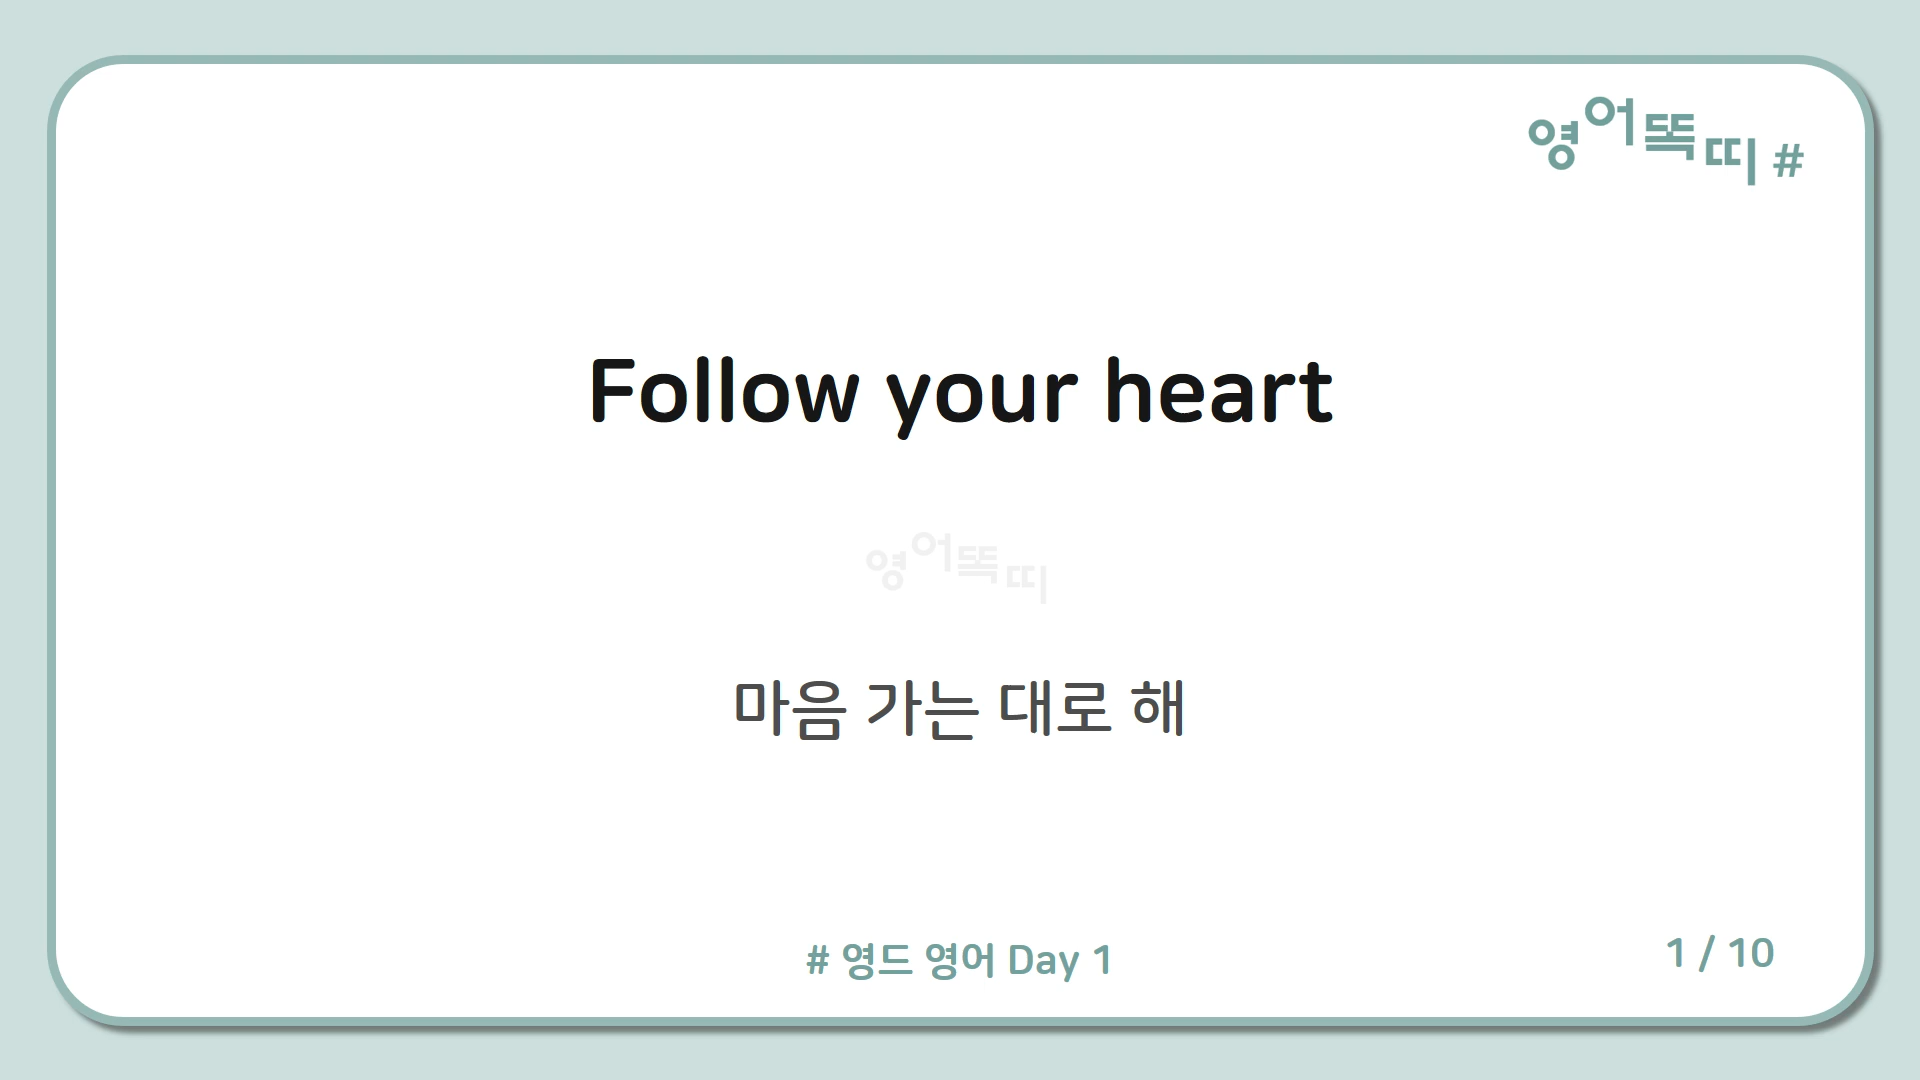 영어똑띠 #
Follow your heart
영어똑띠
마음 가는 대로 해
# 영드 영어 Day 1
1 / 10